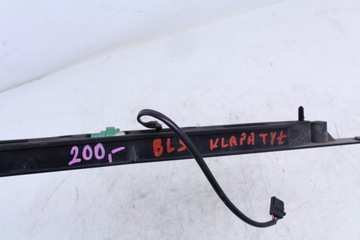 200,- BLS KLAPA TYŁ